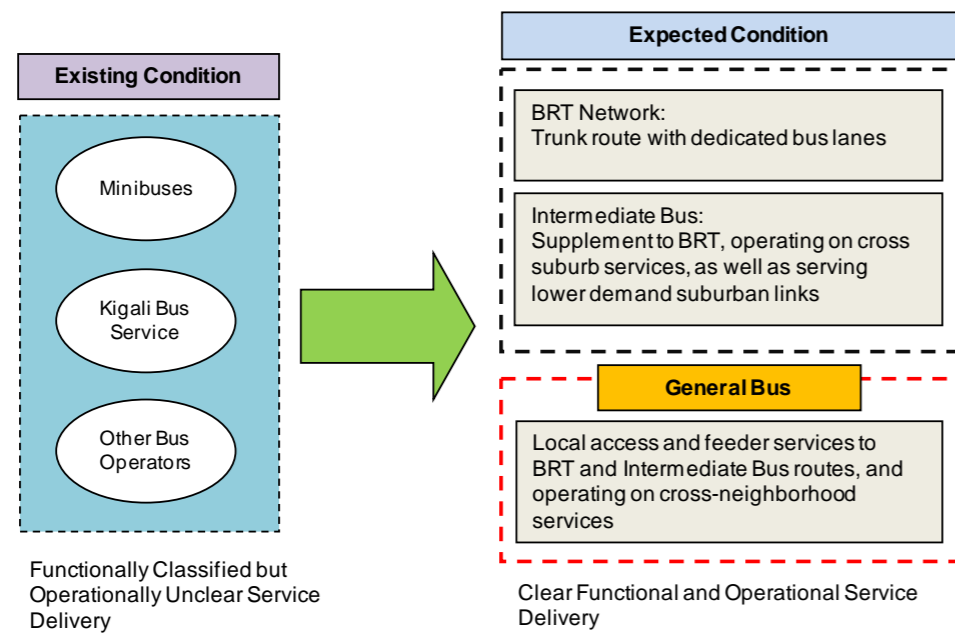 Existing Condition
Minibuses
Kigali Bus
Service
Other Bus
Operators
Functionally Classified but
Operationally Unclear Service
Delivery
Expected Condition
BRT Network:
Trunk route with dedicated bus lanes
Intermediate Bus:
Supplement to BRT, operating on cross
suburb services, as well as serving
lower demand suburban links
General Bus
Local access and feeder services to
BRT and Intermediate Bus routes, and
operating on cross-neighborhood
services
Clear Functional and Operational Service
Delivery